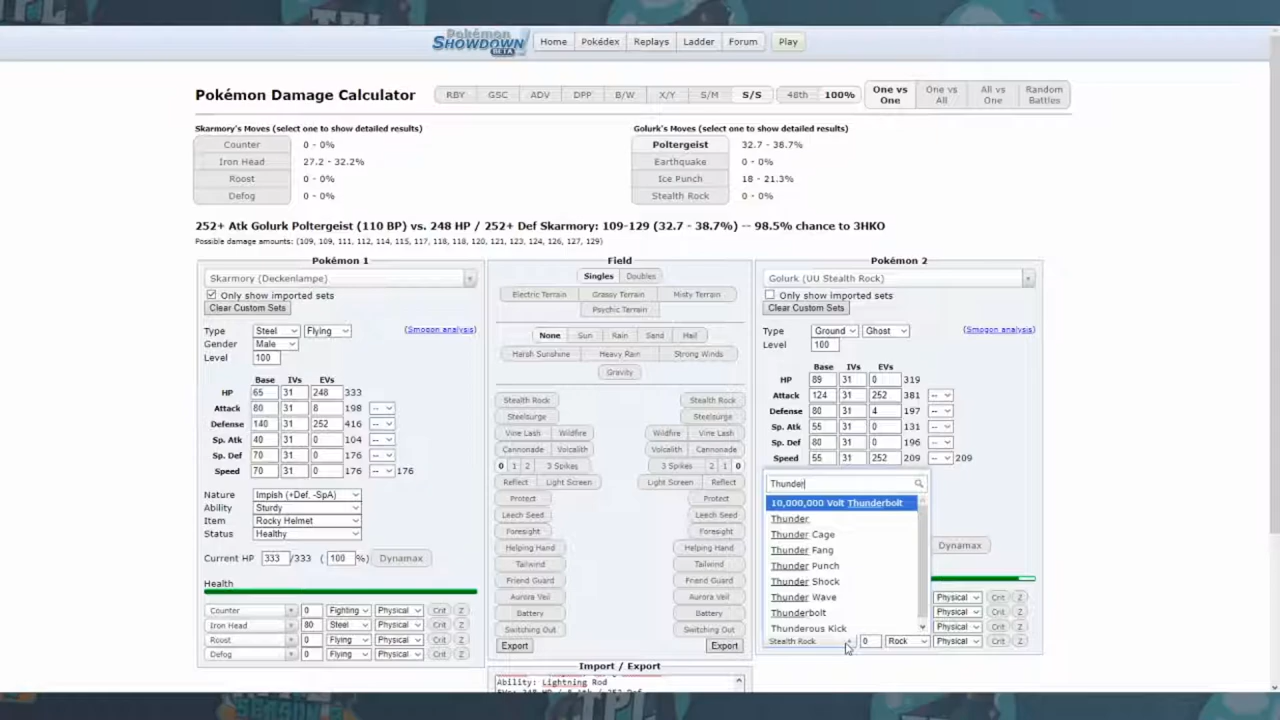 Pokémon SHOWDOWN BETA Home Pokédex Replays Ladder Forum Play
Pokémon Damage Calculator RBY GSC ADV DPP B/W X/Y S/M S/S 48th 100% One vs One One vs All All vs One Random Battles
Skarmory's Moves (select one to show detailed results)
Counter 0 - 0%
Iron Head 27.2 - 32.2%
Roost 0 - 0%
Defog 0 - 0%
Golurk's Moves (select one to show detailed results)
Poltergeist 32.7 - 38.7%
Earthquake 0 - 0%
Ice Punch 18 - 21.3%
Stealth Rock 0 - 0%
252+ Atk Golurk Poltergeist (110 BP) vs. 248 HP / 252+ Def Skarmory: 109-129 (32.7 - 38.7%) -- 98.5% chance to 3HKO
Possible damage amounts: (109, 109, 111, 112, 114, 115, 117, 118, 118, 120, 121, 123, 124, 126, 127, 129)
Pokémon 1
Skarmory (Deckenlampe)
Only show imported sets
Clear Custom Sets
Type Steel Flying (Smogon analysis)
Gender Male
Level 100
Base IVs EVs
HP 65 31 248 333
Attack 80 31 8 198 --
Defense 140 31 252 416 --
Sp. Atk 40 31 0 104 --
Sp. Def 70 31 0 176 --
Speed 70 31 0 176 -- 176
Nature Impish (+Def, -SpA)
Ability Sturdy
Item Rocky Helmet
Status Healthy
Current HP 333 /333 ( 100 %) Dynamax
Health
Counter 0 Fighting Physical Crit Z
Iron Head 80 Steel Physical Crit Z
Roost 0 Flying Physical Crit Z
Defog 0 Flying Physical Crit Z
Field
Singles Doubles
Electric Terrain Grassy Terrain Misty Terrain
Psychic Terrain
None Sun Rain Sand Hail
Harsh Sunshine Heavy Rain Strong Winds
Gravity
Stealth Rock Stealth Rock
Steelsurge Steelsurge
Vine Lash Wildfire Wildfire Vine Lash
Cannonade Volcalith Volcalith Cannonade
0 1 2 3 Spikes 3 Spikes 2 1 0
Reflect Light Screen Light Screen Reflect
Protect Protect
Leech Seed Leech Seed
Foresight Foresight
Helping Hand Helping Hand
Tailwind Tailwind
Friend Guard Friend Guard
Aurora Veil Aurora Veil
Battery Battery
Switching Out Switching Out
Export Export
Import / Export
Ability: Lightning Rod
Pokémon 2
Golurk (UU Stealth Rock)
Only show imported sets
Clear Custom Sets
Type Ground Ghost (Smogon analysis)
Level 100
Base IVs EVs
HP 89 31 0 319
Attack 124 31 252 381 --
Defense 80 31 4 197 --
Sp. Atk 55 31 0 131 --
Sp. Def 80 31 0 196 --
Speed 55 31 252 209 -- 209
Thunder
10,000,000 Volt Thunderbolt
Thunder
Thunder Cage
Thunder Fang
Thunder Punch
Thunder Shock
Thunder Wave
Thunderbolt
Thunderous Kick
Dynamax
Physical Crit Z
Physical Crit Z
Physical Crit Z
Stealth Rock 0 Rock Physical Crit Z